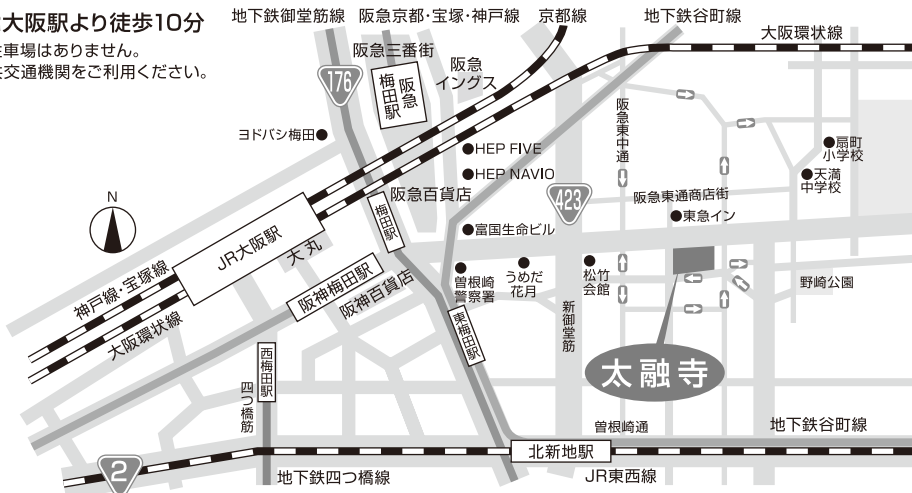 大阪駅より徒歩10分
車場はありません。
交通機関をご利用ください。
地下鉄御堂筋線
阪急京都・宝塚・神戸線
京都線
地下鉄谷町線
大阪環状線
阪急三番街
176
阪急
梅田駅
阪急
イングス
ヨドバシ梅田
HEP FIVE
HEP NAVIO
阪急東中通
扇町
小学校
天満
中学校
阪急百貨店
423
阪急東通商店街
東急イン
N
梅田駅
富国生命ビル
JR大阪駅
大丸
神戸線・宝塚線
大阪環状線
阪神梅田駅
阪神百貨店
曽根崎
警察署
うめだ
花月
松竹
会館
新御堂筋
野崎公園
東梅田駅
太融寺
西梅田駅
四つ橋筋
曽根崎通
地下鉄谷町線
北新地駅
2
地下鉄四つ橋線
JR東西線